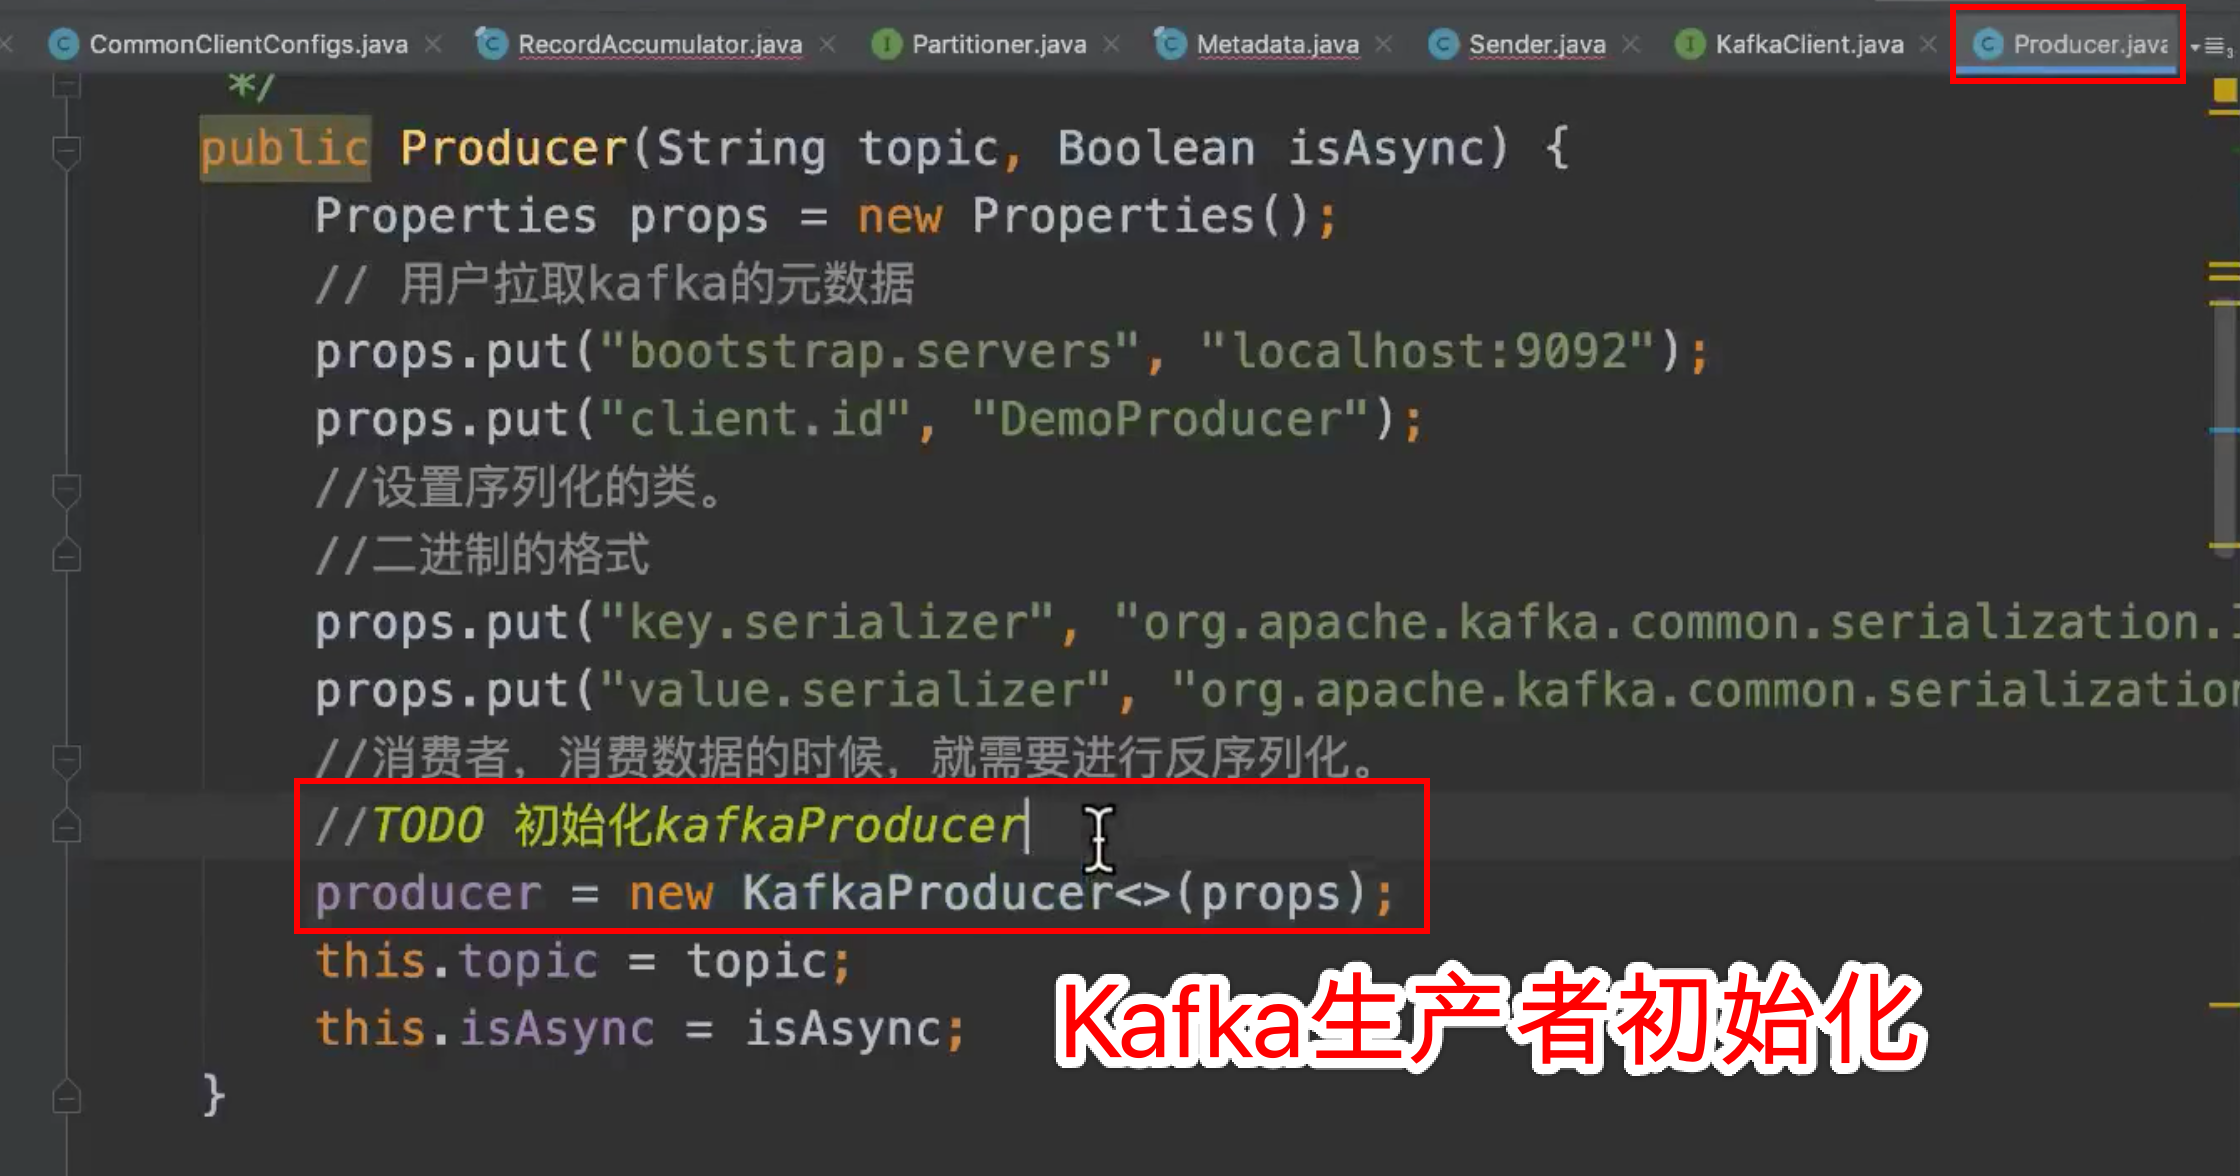 CommonClientConfigs.java RecordAccumulator.java Partitioner.java Metadata.java Sender.java KafkaClient.java Producer.java
*/
public Producer(String topic, Boolean isAsync) {
Properties props = new Properties();
// 用户拉取kafka的元数据
props.put("bootstrap.servers", "localhost:9092");
props.put("client.id", "DemoProducer");
//设置序列化的类。
//二进制的格式
props.put("key.serializer", "org.apache.kafka.common.serialization.
props.put("value.serializer", "org.apache.kafka.common.serialization
//消费者，消费数据的时候，就需要进行反序列化。
//TODO 初始化kafkaProducer
producer = new KafkaProducer<>(props);
this.topic = topic;
this.isAsync = isAsync;
Kafka生产者初始化
}